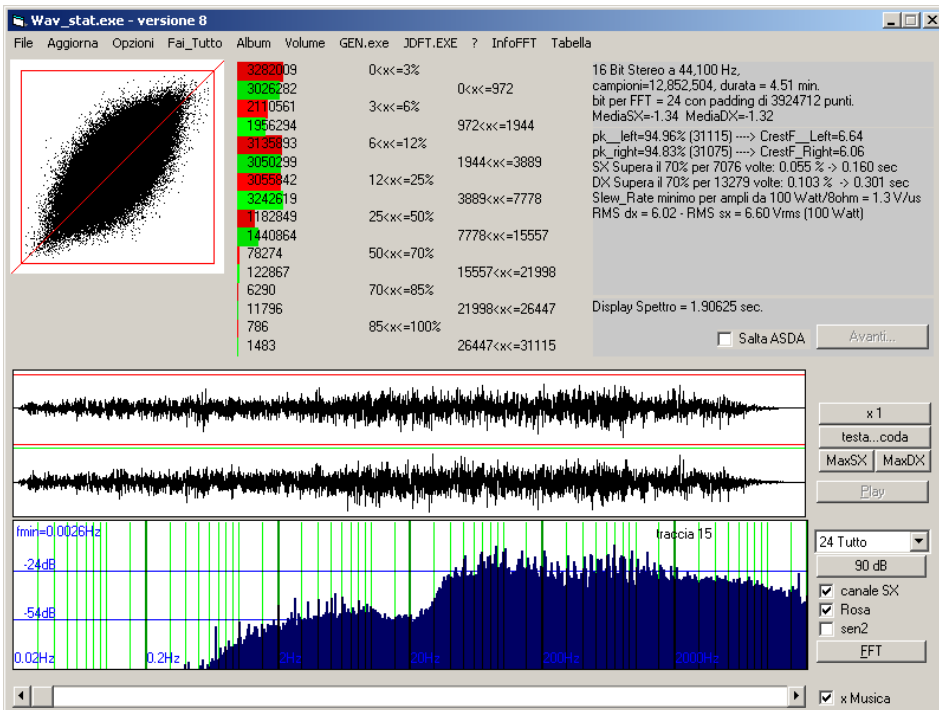 Wav_stat.exe - versione 8
File Aggiorna Opzioni Fai_Tutto Album Volume GEN.exe JDFT.EXE ? InfoFFT Tabella
3282009 0<x<=3%
3026282 0<x<=972
2110561 3<x<=6%
1956294 972<x<=1944
3135893 6<x<=12%
3050299 1944<x<=3889
3055842 12<x<=25%
3242619 3889<x<=7778
1182849 25<x<=50%
1440864 7778<x<=15557
78274 50<x<=70%
122867 15557<x<=21998
6290 70<x<=85%
11796 21998<x<=26447
786 85<x<=100%
1483 26447<x<=31115
16 Bit Stereo a 44,100 Hz,
campioni=12,852,504, durata = 4.51 min.
bit per FFT = 24 con padding di 3924712 punti.
MediaSX=-1.34 MediaDX=-1.32
pk__left=94.96% (31115) ----> CrestF__Left=6.64
pk_right=94.83% (31075) ----> CrestF_Right=6.06
SX Supera il 70% per 7076 volte: 0.055 % -> 0.160 sec
DX Supera il 70% per 13279 volte: 0.103 % -> 0.301 sec
Slew_Rate minimo per ampli da 100 Watt/8ohm = 1.3 V/us
RMS dx = 6.02 - RMS sx = 6.60 Vrms (100 Watt)
Display Spettro = 1.90625 sec.
Salta ASDA
Avanti...
x 1
testa...coda
MaxSX MaxDX
Play
fmin=0.0026Hz
traccia 15
-24dB
-54dB
0.02Hz 0.2Hz 2Hz 20Hz 200Hz 2000Hz
24 Tutto
90 dB
canale SX
Rosa
sen2
FFT
x Musica